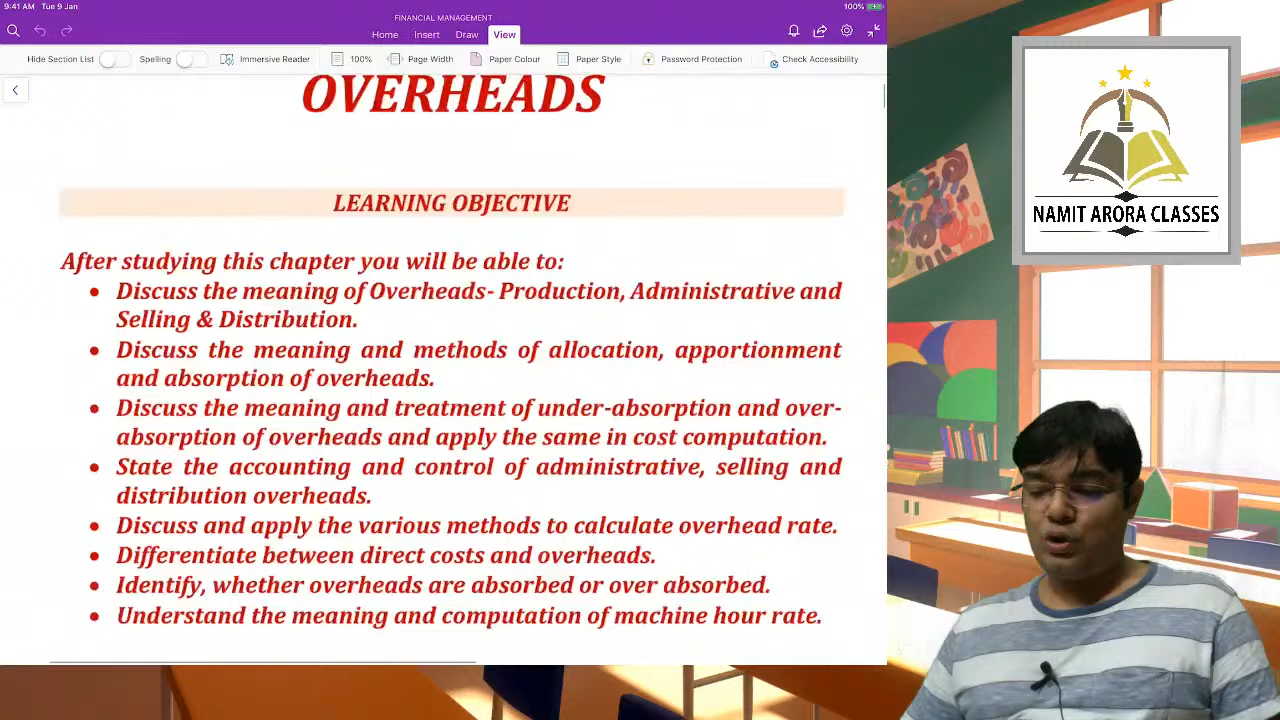 9:41 AM Tue 9 Jan
100%
FINANCIAL MANAGEMENT
Home Insert Draw View
Hide Section List Spelling Immersive Reader 100% Page Width Paper Colour Paper Style Password Protection Check Accessibility
OVERHEADS
LEARNING OBJECTIVE
After studying this chapter you will be able to:
• Discuss the meaning of Overheads- Production, Administrative and
Selling & Distribution.
• Discuss the meaning and methods of allocation, apportionment
and absorption of overheads.
• Discuss the meaning and treatment of under-absorption and over-
absorption of overheads and apply the same in cost computation.
• State the accounting and control of administrative, selling and
distribution overheads.
• Discuss and apply the various methods to calculate overhead rate.
• Differentiate between direct costs and overheads.
• Identify, whether overheads are absorbed or over absorbed.
• Understand the meaning and computation of machine hour rate.
NAMIT ARORA CLASSES